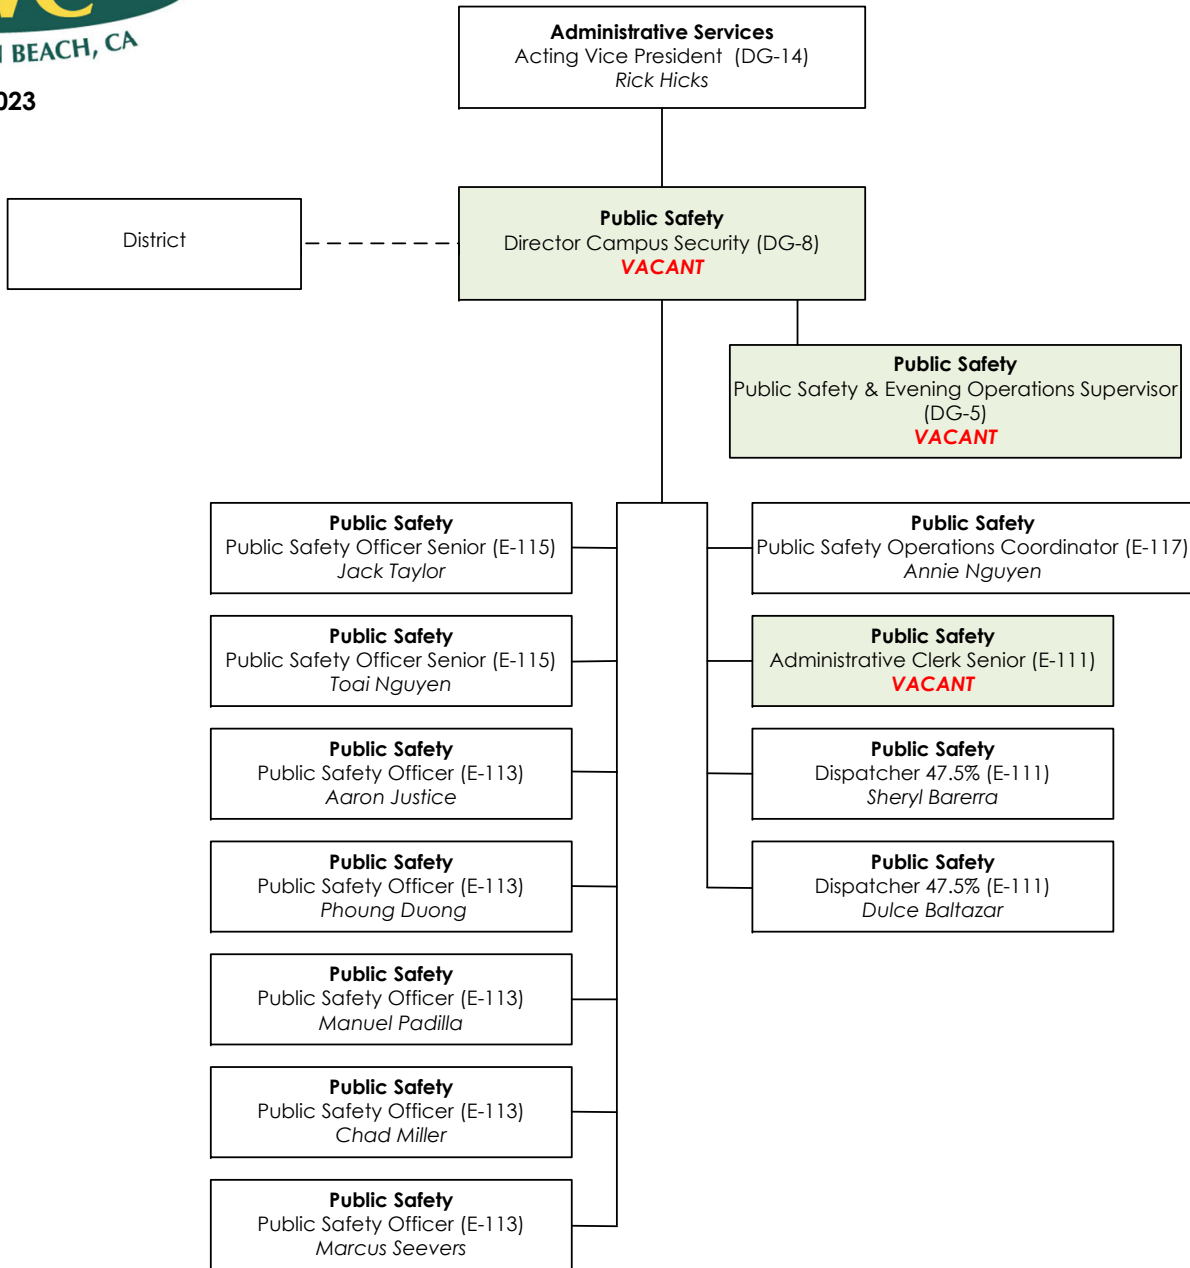 BEACH, CA
Administrative Services
Acting Vice President (DG-14)
Rick Hicks
District
Public Safety
Director Campus Security (DG-8)
VACANT
Public Safety
Public Safety & Evening Operations Supervisor
(DG-5)
VACANT
Public Safety
Public Safety Officer Senior (E-115)
Jack Taylor
Public Safety
Public Safety Operations Coordinator (E-117)
Annie Nguyen
Public Safety
Public Safety Officer Senior (E-115)
Toai Nguyen
Public Safety
Administrative Clerk Senior (E-111)
VACANT
Public Safety
Public Safety Officer (E-113)
Aaron Justice
Public Safety
Dispatcher 47.5% (E-111)
Sheryl Barerra
Public Safety
Public Safety Officer (E-113)
Phoung Duong
Public Safety
Dispatcher 47.5% (E-111)
Dulce Baltazar
Public Safety
Public Safety Officer (E-113)
Manuel Padilla
Public Safety
Public Safety Officer (E-113)
Chad Miller
Public Safety
Public Safety Officer (E-113)
Marcus Seevers